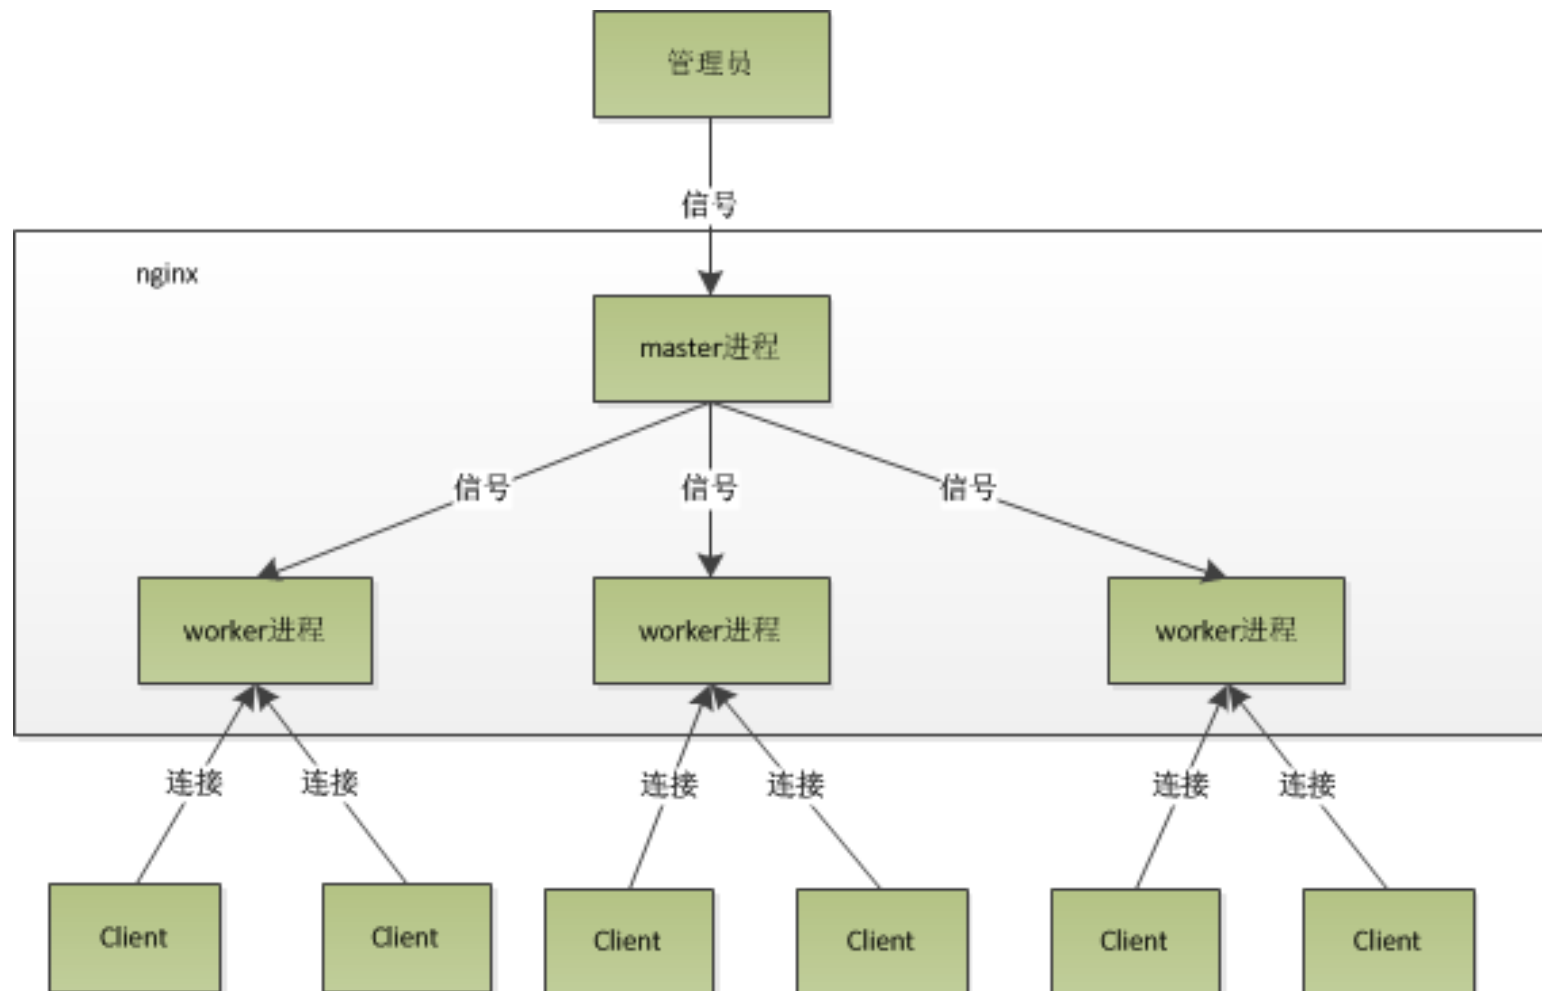 管理员
信号
nginx
master进程
信号
信号
信号
worker进程
worker进程
worker进程
连接
连接
连接
连接
连接
连接
Client
Client
Client
Client
Client
Client